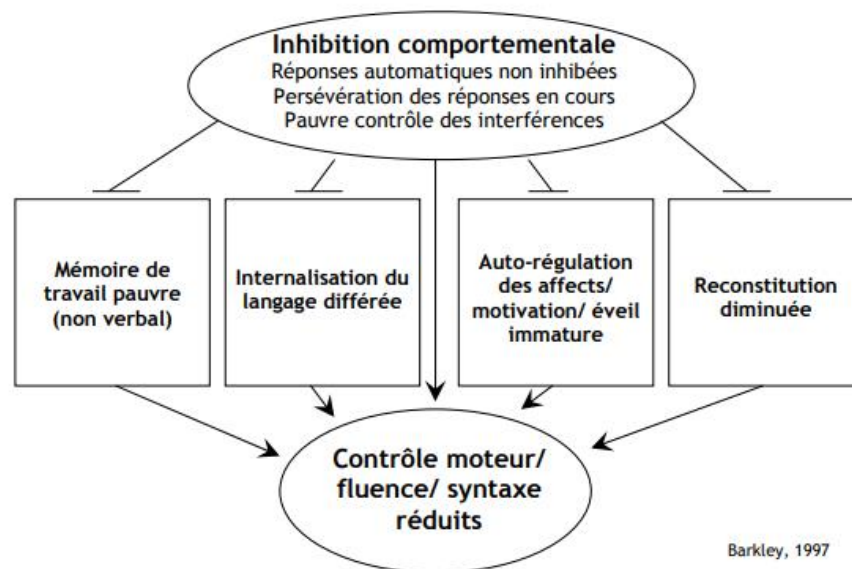 Inhibition comportementale
Réponses automatiques non inhibées
Persévération des réponses en cours
Pauvre contrôle des interférences
Mémoire de
travail pauvre
(non verbal)
Internalisation du
langage différée
Auto-régulation
des affects/
motivation/ éveil
immature
Reconstitution
diminuée
Contrôle moteur/
fluence/ syntaxe
réduits
Barkley, 1997